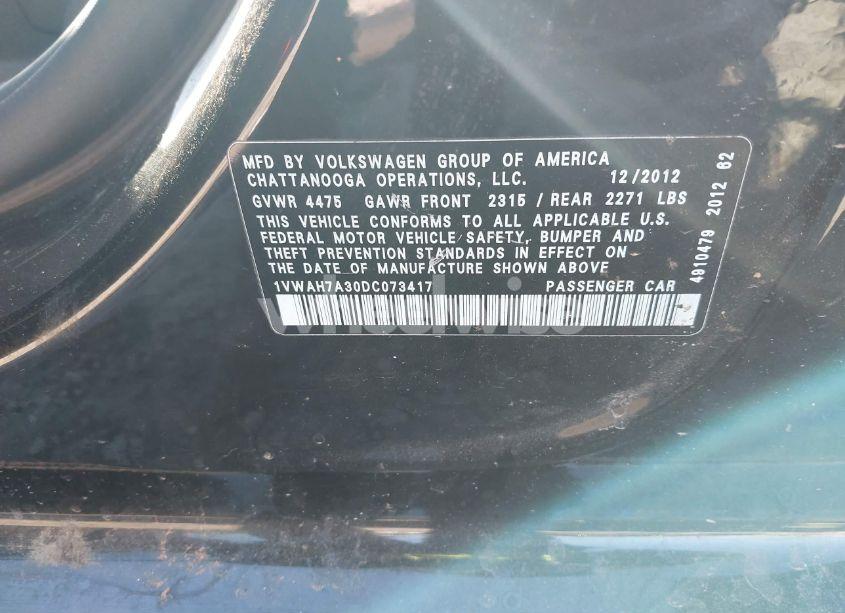 MFD BY VOLKSWAGEN GROUP OF AMERICA
CHATTANOOGA OPERATIONS, LLC. 12/2012
GVWR 4475 GAWR FRONT 2315 / REAR 2271 LBS
THIS VEHICLE CONFORMS TO ALL APPLICABLE U.S.
FEDERAL MOTOR VEHICLE SAFETY, BUMPER AND
THEFT PREVENTION STANDARDS IN EFFECT ON
THE DATE OF MANUFACTURE SHOWN ABOVE
1VWAH7A30DC073417 PASSENGER CAR
4910479 2012 62
wheelwise